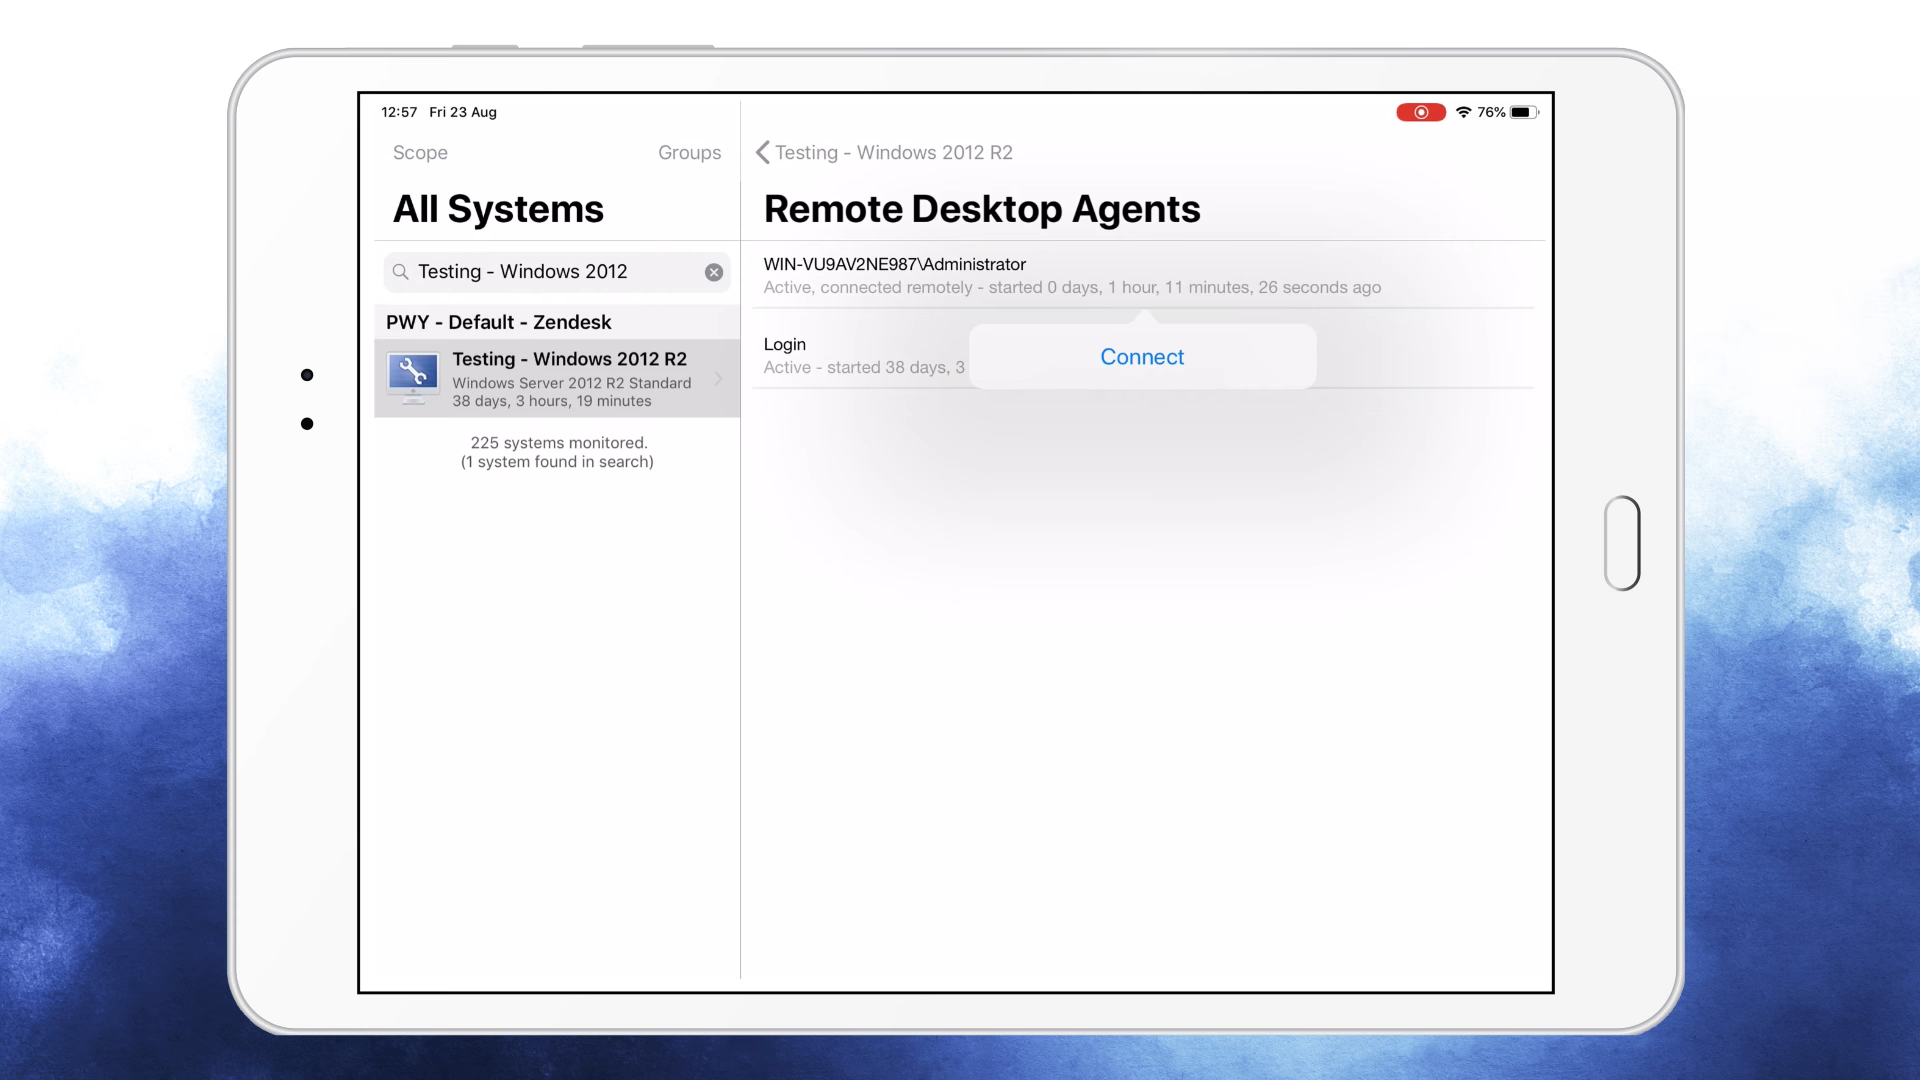 12:57 Fri 23 Aug
76%
Scope
Groups
All Systems
Testing - Windows 2012
PWY - Default - Zendesk
Testing - Windows 2012 R2
Windows Server 2012 R2 Standard
38 days, 3 hours, 19 minutes
225 systems monitored.
(1 system found in search)
Testing - Windows 2012 R2
Remote Desktop Agents
WIN-VU9AV2NE987\Administrator
Active, connected remotely - started 0 days, 1 hour, 11 minutes, 26 seconds ago
Login
Active - started 38 days, 3
Connect